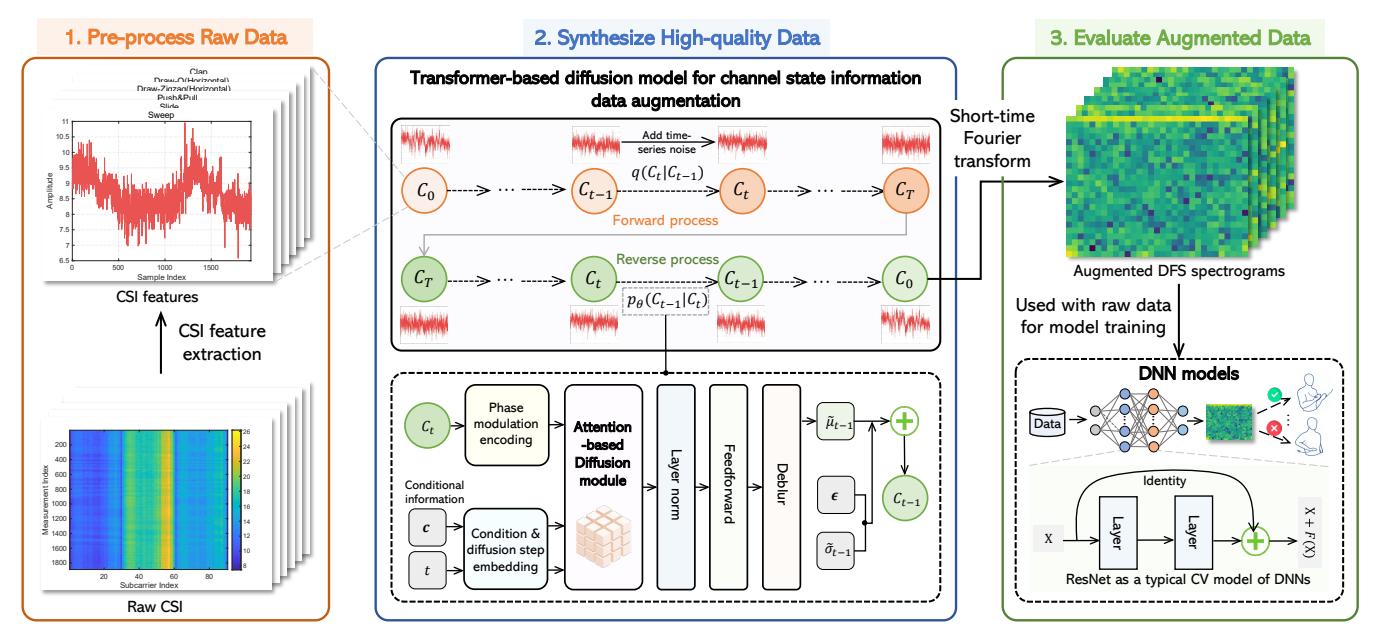 1. Pre-process Raw Data
Clap
Draw-O(Horizontal)
Draw-Zigzag(Horizontal)
Push&Pull
Slide
Sweep
11
10.5
10
9.5
9
8.5
8
7.5
7
6.5
Amplitude
0
500
1000
1500
Sample Index
CSI features
CSI feature
extraction
200
400
600
800
1000
1200
1400
1600
1800
Measurement Index
20
40
60
80
Subcarrier Index
26
24
22
20
18
16
14
12
10
8
Raw CSI
2. Synthesize High-quality Data
Transformer-based diffusion model for channel state information
data augmentation
Add time-
series noise
C_0 ... C_{t-1} q(C_t|C_{t-1}) C_t ... C_T
Forward process
Reverse process
C_T ... C_t p_θ(C_{t-1}|C_t) C_{t-1} ... C_0
C_t
Phase
modulation
encoding
Conditional
information
c
t
Condition &
diffusion step
embedding
Attention
-based
Diffusion
module
Layer norm
Feedforward
Deblur
μ̃_{t-1}
ϵ
σ̃_{t-1}
C_{t-1}
Short-time
Fourier
transform
3. Evaluate Augmented Data
Augmented DFS spectrograms
Used with raw data
for model training
DNN models
Data
...
Identity
X
Layer
Layer
X + F(X)
ResNet as a typical CV model of DNNs